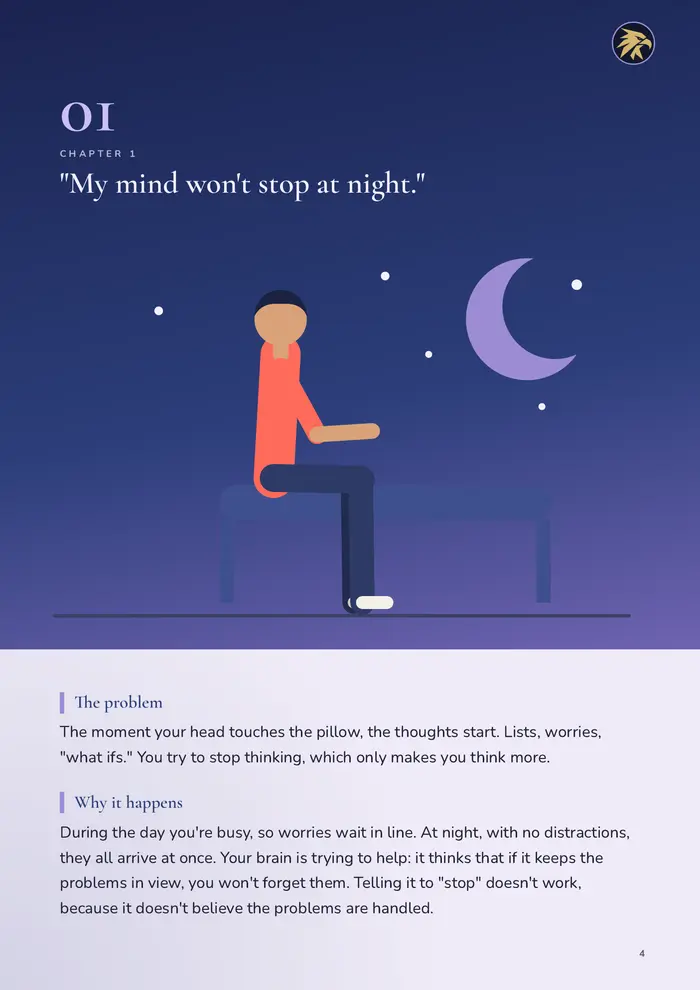 01
CHAPTER 1
"My mind won't stop at night."
The problem
The moment your head touches the pillow, the thoughts start. Lists, worries,
"what ifs." You try to stop thinking, which only makes you think more.
Why it happens
During the day you're busy, so worries wait in line. At night, with no distractions,
they all arrive at once. Your brain is trying to help: it thinks that if it keeps the
problems in view, you won't forget them. Telling it to "stop" doesn't work,
because it doesn't believe the problems are handled.
4